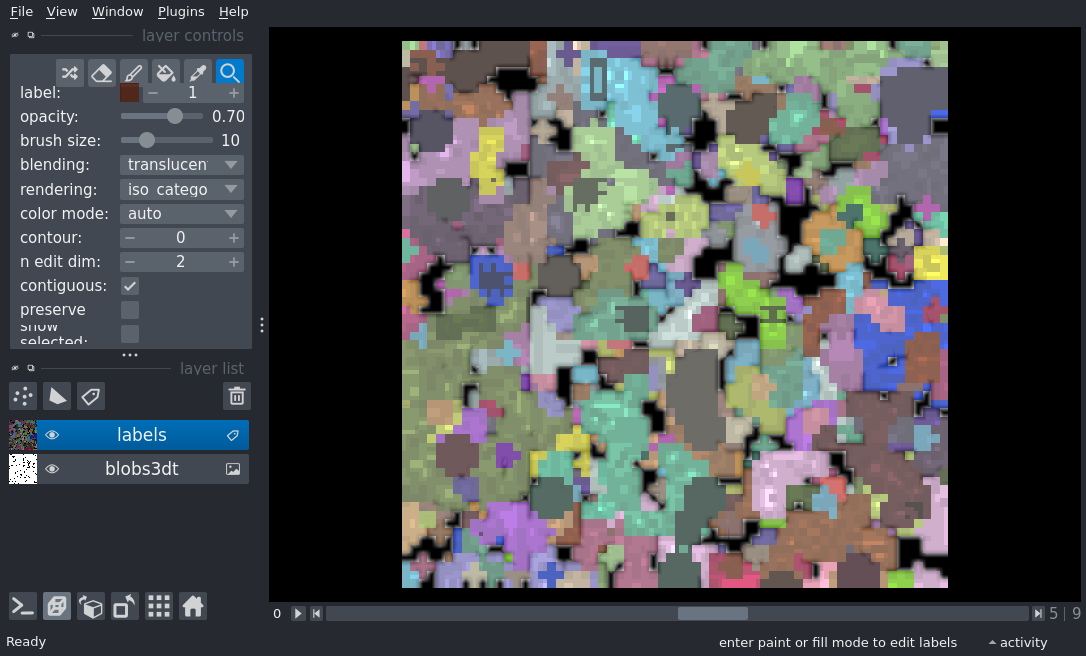 File View Window Plugins Help
layer controls
label: 1
opacity: 0.70
brush size: 10
blending: translucen
rendering: iso_catego
color mode: auto
contour: 0
n edit dim: 2
contiguous:
preserve
show
selected:
layer list
labels
blobs3dt
0 5 | 9
Ready enter paint or fill mode to edit labels activity